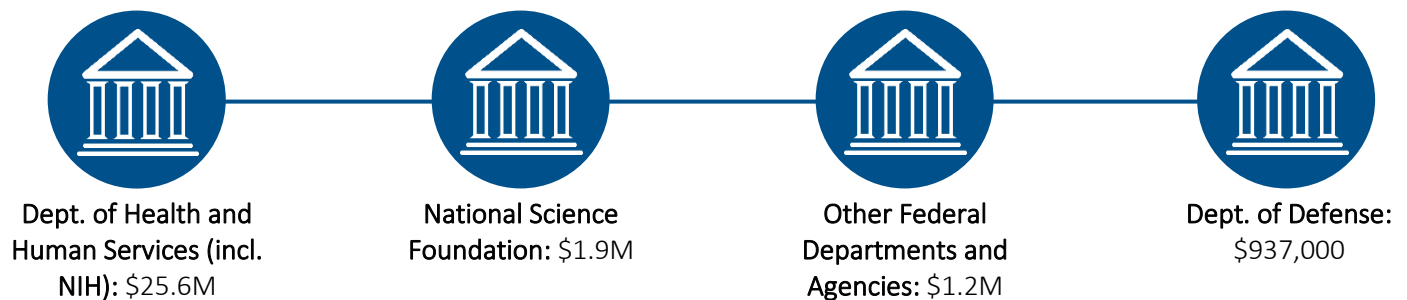 Dept. of Health and
Human Services (incl.
NIH): $25.6M
National Science
Foundation: $1.9M
Other Federal
Departments and
Agencies: $1.2M
Dept. of Defense:
$937,000